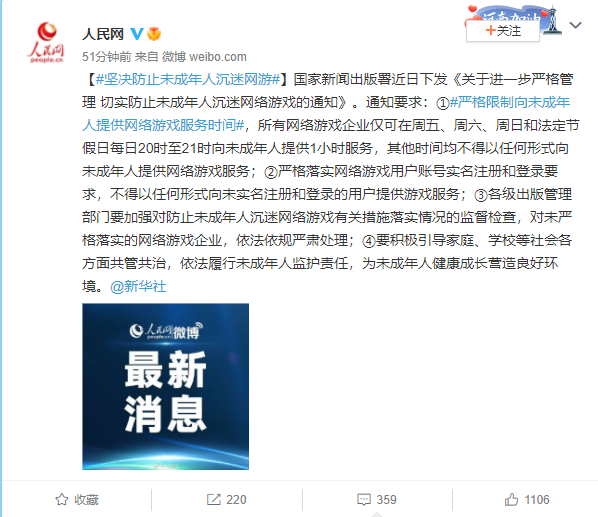 河南加油
+关注
人民网
人民网
people.cn
51分钟前 来自 微博 weibo.com
【#坚决防止未成年人沉迷网游#】国家新闻出版署近日下发《关于进一步严格管
理 切实防止未成年人沉迷网络游戏的通知》。通知要求：①#严格限制向未成年
人提供网络游戏服务时间#，所有网络游戏企业仅可在周五、周六、周日和法定节
假日每日20时至21时向未成年人提供1小时服务，其他时间均不得以任何形式向
未成年人提供网络游戏服务；②严格落实网络游戏用户账号实名注册和登录要
求，不得以任何形式向未实名注册和登录的用户提供游戏服务；③各级出版管理
部门要加强对防止未成年人沉迷网络游戏有关措施落实情况的监督检查，对未严
格落实的网络游戏企业，依法依规严肃处理；④要积极引导家庭、学校等社会各
方面共管共治，依法履行未成年人监护责任，为未成年人健康成长营造良好环
境。@新华社
人民网 微博
people.cn
最新
消息
收藏
220
359
1106